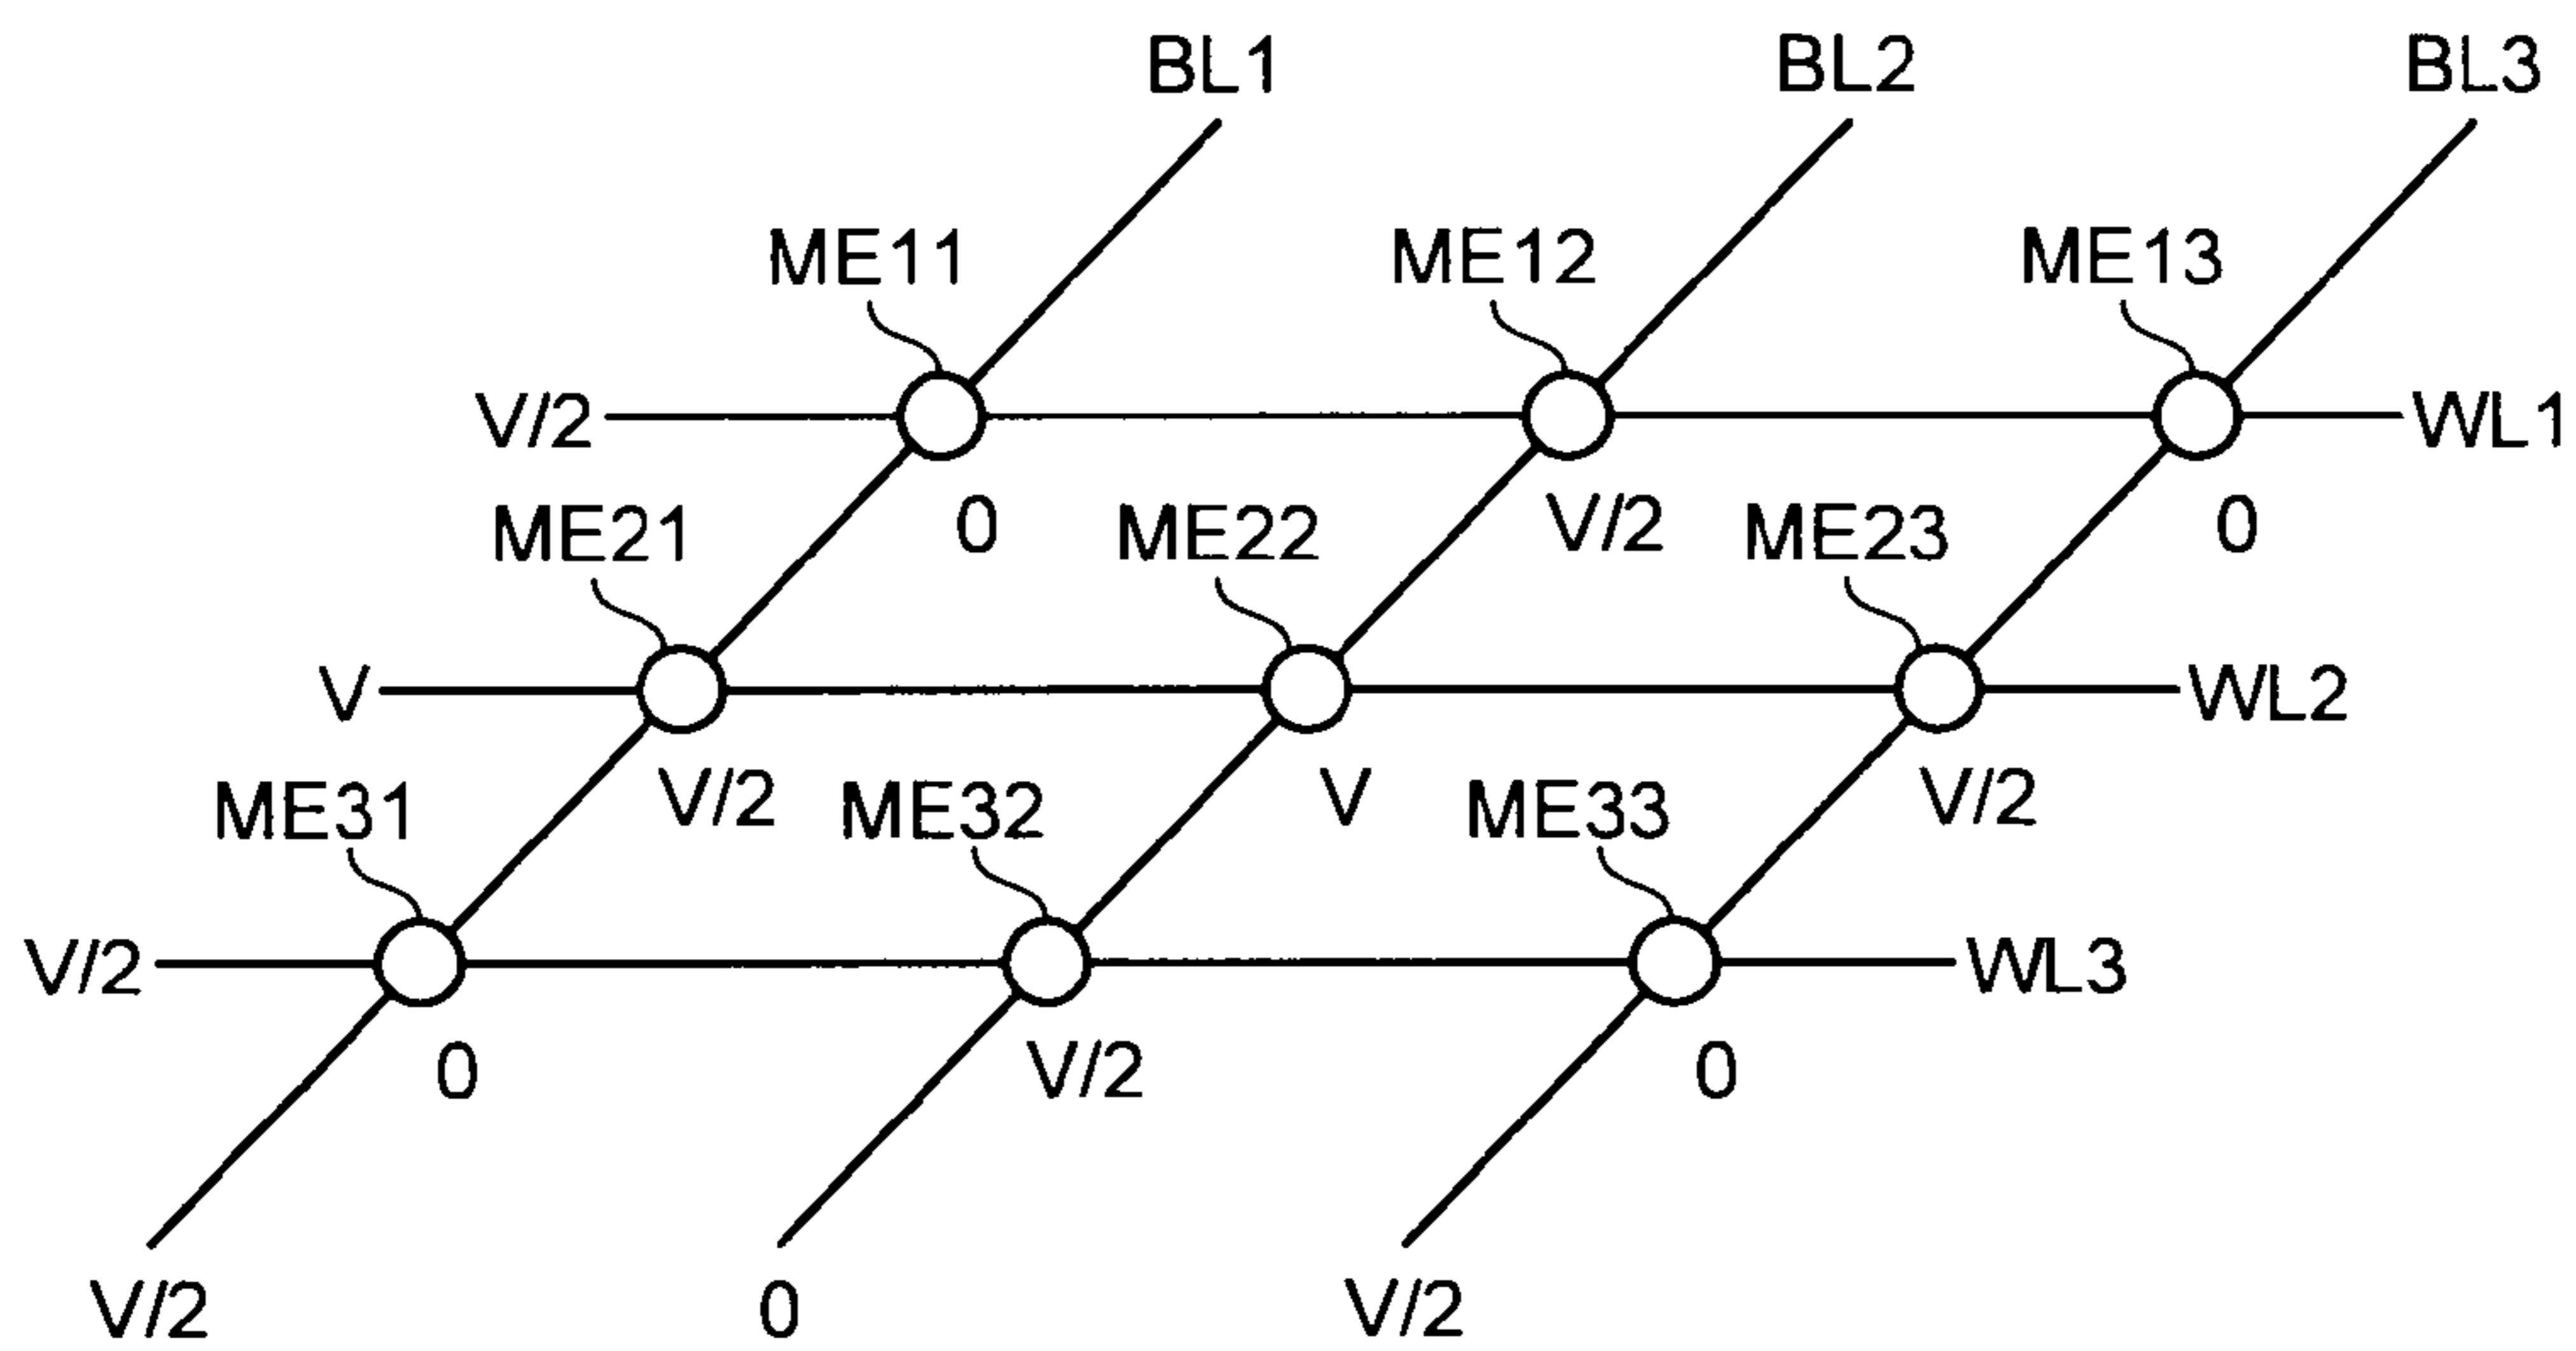 BL1 BL2 BL3
ME11 ME12 ME13
V/2 WL1
0 V/2 0
ME21 ME22 ME23
V WL2
V/2 V V/2
ME31 ME32 ME33
V/2 WL3
0 V/2 0
V/2 0 V/2